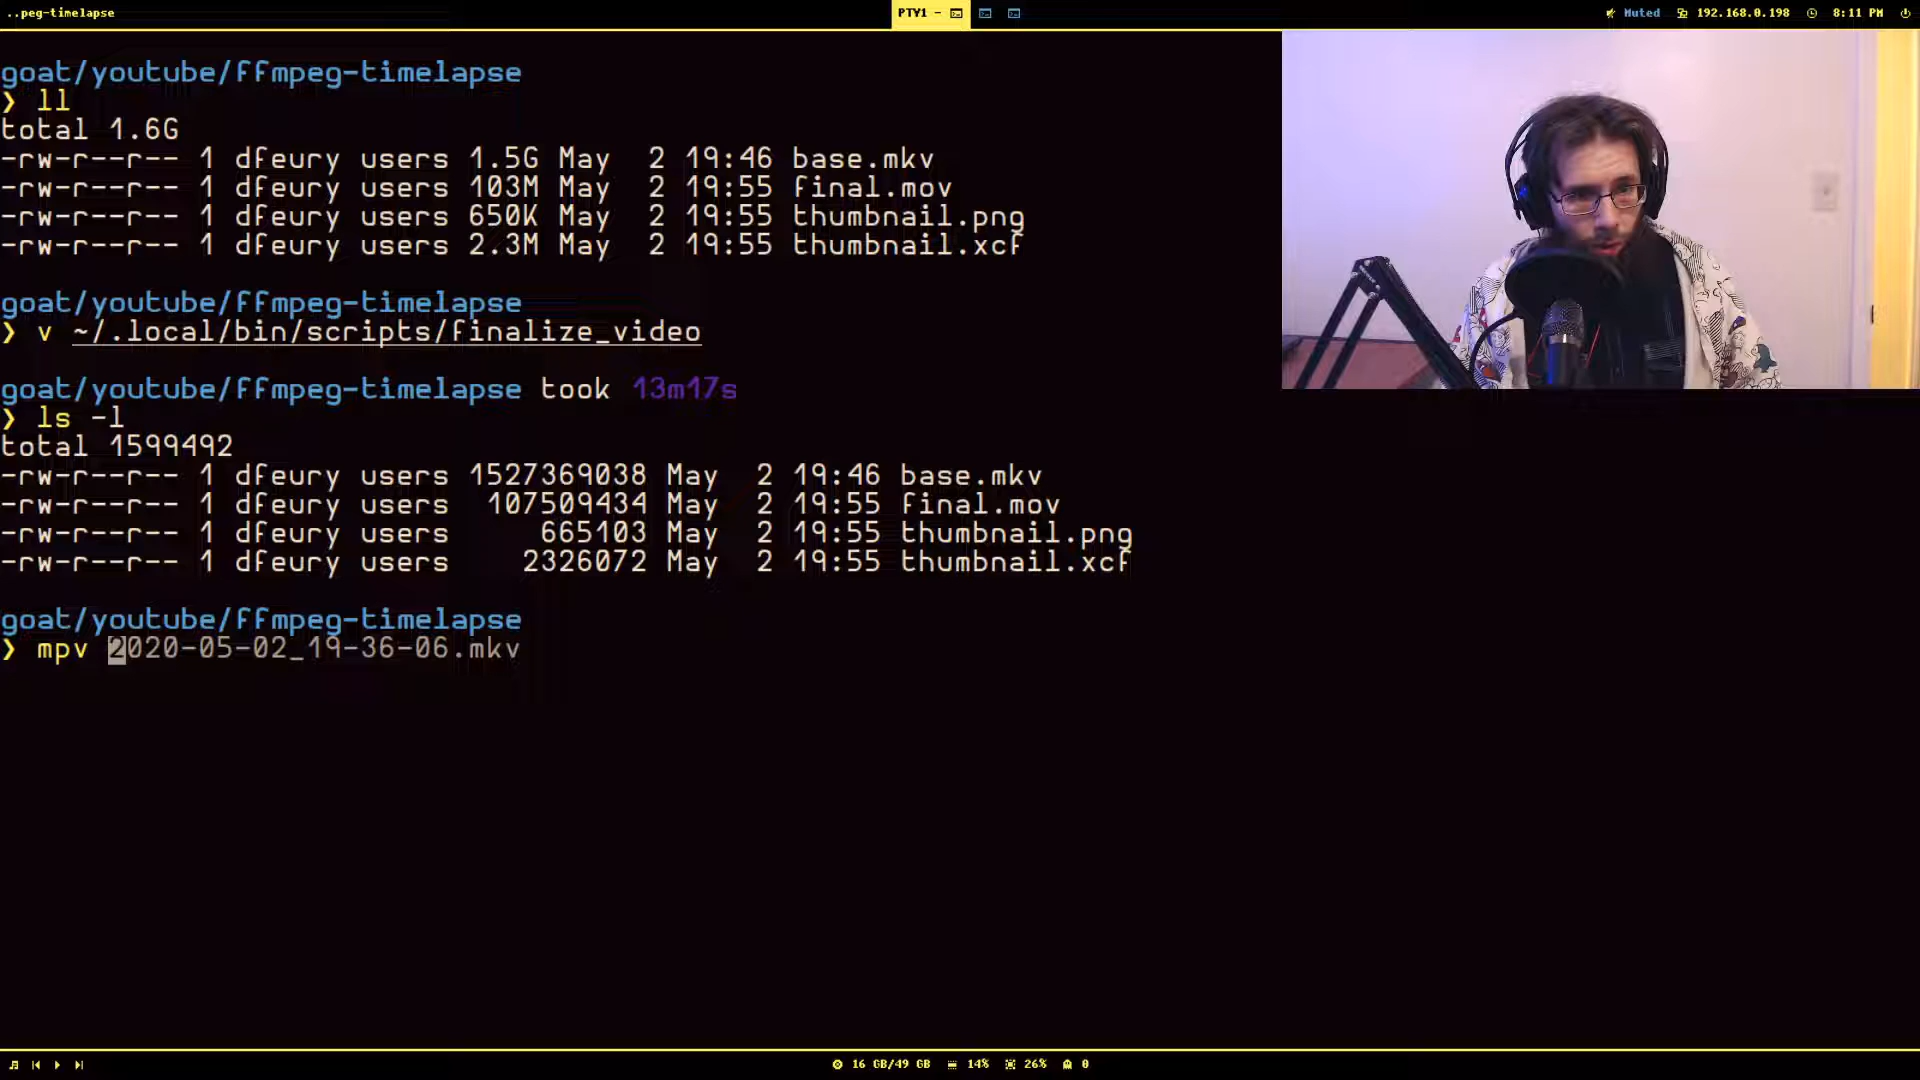 ..peg-timelapse
PTY1 -
Muted 192.168.0.198 8:11 PM
goat/youtube/ffmpeg-timelapse
❯ ll
total 1.6G
-rw-r--r-- 1 dfeury users 1.5G May  2 19:46 base.mkv
-rw-r--r-- 1 dfeury users 103M May  2 19:55 final.mov
-rw-r--r-- 1 dfeury users 650K May  2 19:55 thumbnail.png
-rw-r--r-- 1 dfeury users 2.3M May  2 19:55 thumbnail.xcf
goat/youtube/ffmpeg-timelapse
❯ v ~/.local/bin/scripts/finalize_video
goat/youtube/ffmpeg-timelapse took 13m17s
❯ ls -l
total 1599492
-rw-r--r-- 1 dfeury users 1527369038 May  2 19:46 base.mkv
-rw-r--r-- 1 dfeury users  107509434 May  2 19:55 final.mov
-rw-r--r-- 1 dfeury users     665103 May  2 19:55 thumbnail.png
-rw-r--r-- 1 dfeury users    2326072 May  2 19:55 thumbnail.xcf
goat/youtube/ffmpeg-timelapse
❯ mpv 2020-05-02_19-36-06.mkv
16 GB/49 GB 14% 26% 0